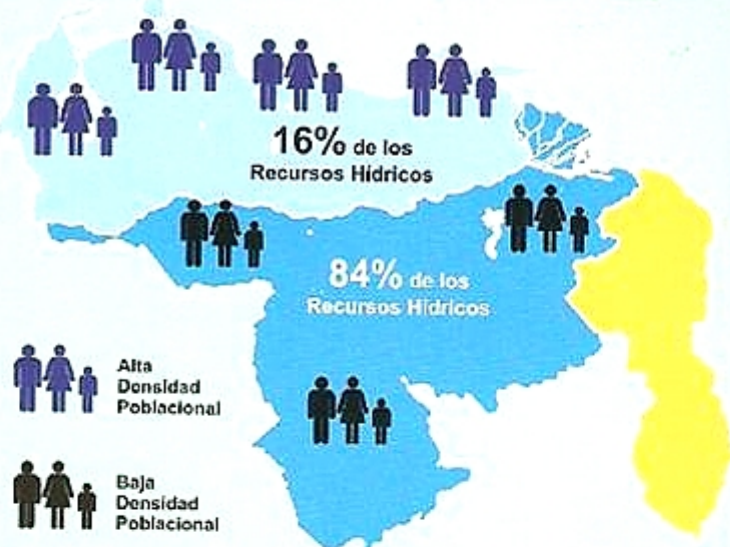 16% de los
Recursos Hídricos
84% de los
Recursos Hídricos
Alta
Densidad
Poblacional
Baja
Densidad
Poblacional